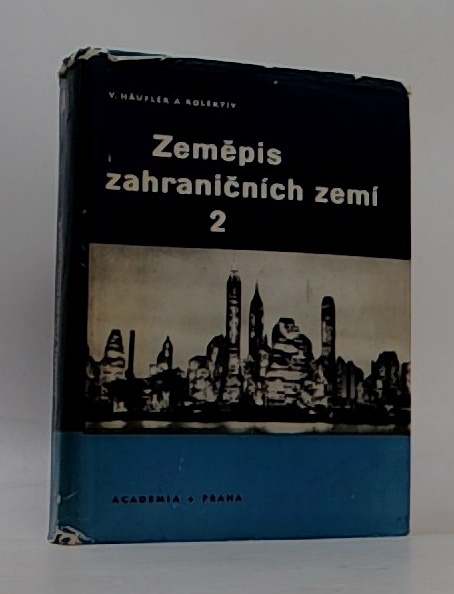 V. HÄUFLER A KOLEKTIV
Zeměpis
zahraničních zemí
2
ACADEMIA • PRAHA